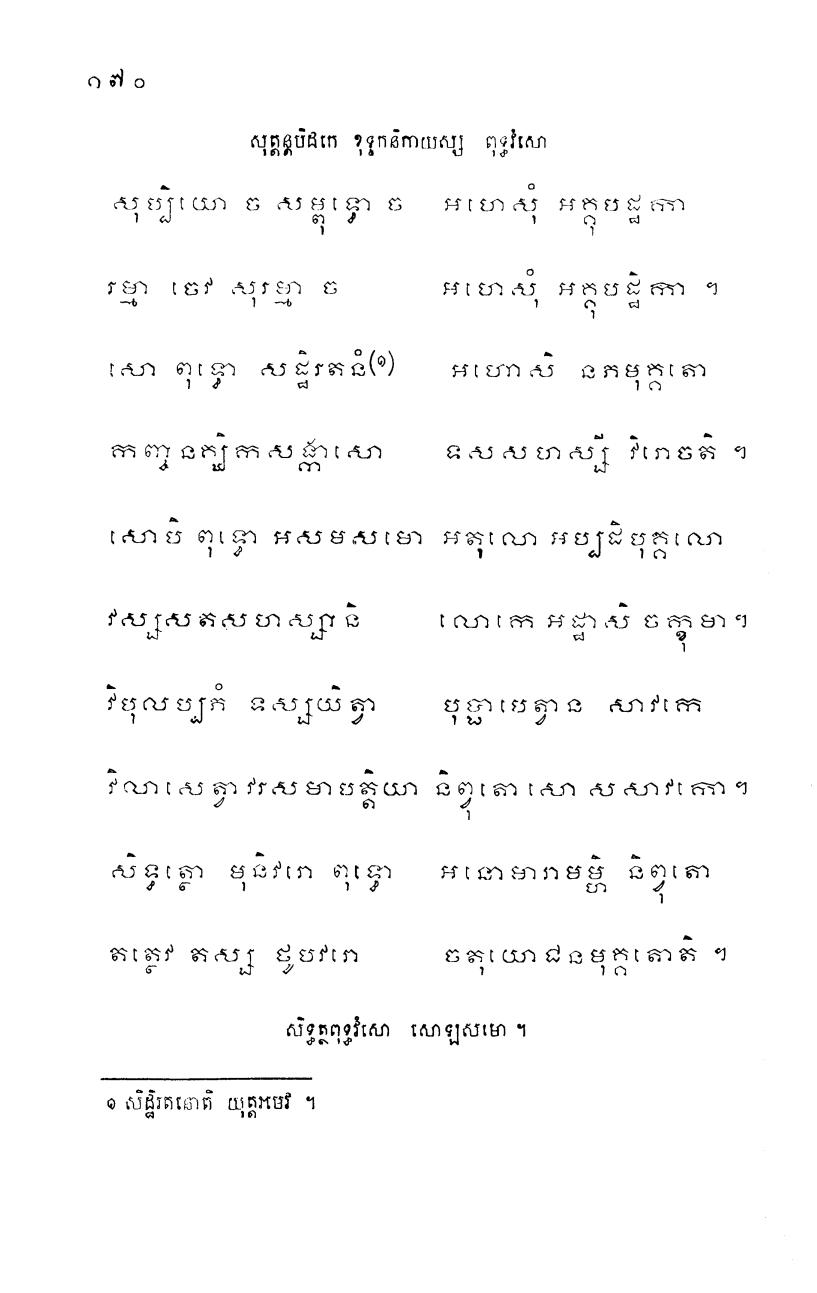 ១៧០
សុត្តន្តបិដកេ ខុទ្ទកនិកាយស្ស ពុទ្ធវំសោ
សុប្បិយោ ច សម្ពុទ្ធោ ច អហេសុំ អគ្គុបដ្ឋកា
រម្មា ចេវ សុរម្មា ច អហេសុំ អគ្គុបដ្ឋិកា ។
សោ ពុទ្ធោ សដ្ឋិរតនំ(១) អហោសិ នភមុគ្គតោ
កញ្ចនគ្ឃិកសង្កាសោ ទសសហស្សី វិរោចតិ ។
សោបិ ពុទ្ធោ អសមសមោ អតុលោ អប្បដិបុគ្គលោ
វស្សសតសហស្សានិ លោកេ អដ្ឋាសិ ចក្ខុមា។
វិបុលប្បភំ ទស្សយិត្វា បុប្ផាបេត្វាន សាវកេ
វិលាសេត្វា វរសមាបត្តិយា និព្វុតោ សោ សសាវកោ។
សិទ្ធត្ថោ មុនិវរោ ពុទ្ធោ អនោមារាមម្ហិ និព្វុតោ
តត្ថេវ តស្ស ថូបវរោ ចតុយោជនមុគ្គតោតិ ។
សិទ្ធត្ថពុទ្ធវំសោ សោឡសមោ ។
១ សិដ្ឋិរតនោតិ យុត្តអមេវ ។